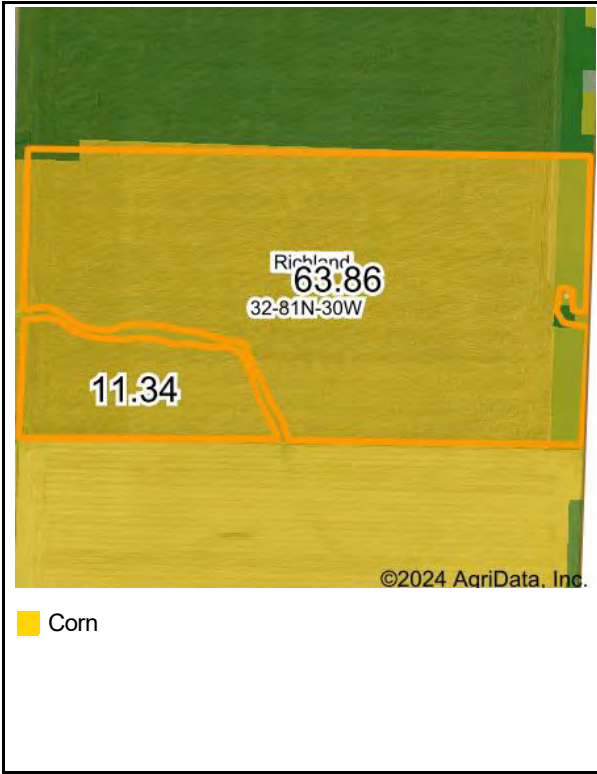 Richland
63.86
32-81N-30W
11.34
©2024 AgriData, Inc.
Corn